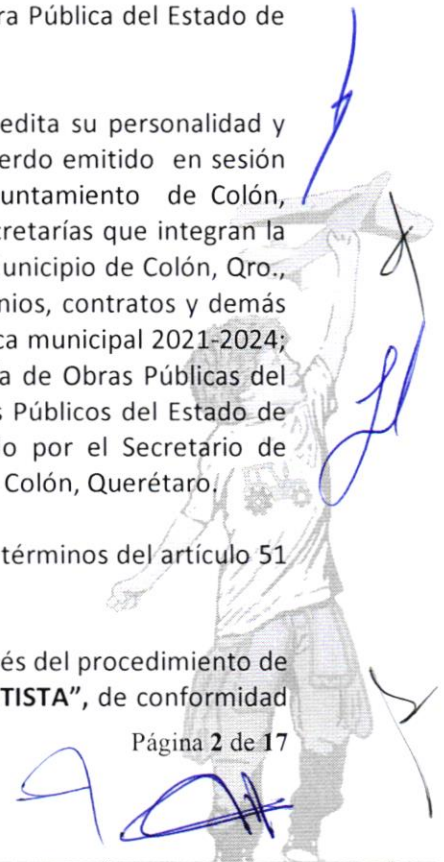 ra Pública del Estado de
edita su personalidad y
erdo emitido en sesión
untamiento de Colón,
cretarías que integran la
unicipio de Colón, Qro.,
nios, contratos y demás
ca municipal 2021-2024;
a de Obras Públicas del
s Públicos del Estado de
o por el Secretario de
Colón, Querétaro.
términos del artículo 51
és del procedimiento de
TISTA”, de conformidad
Página 2 de 17